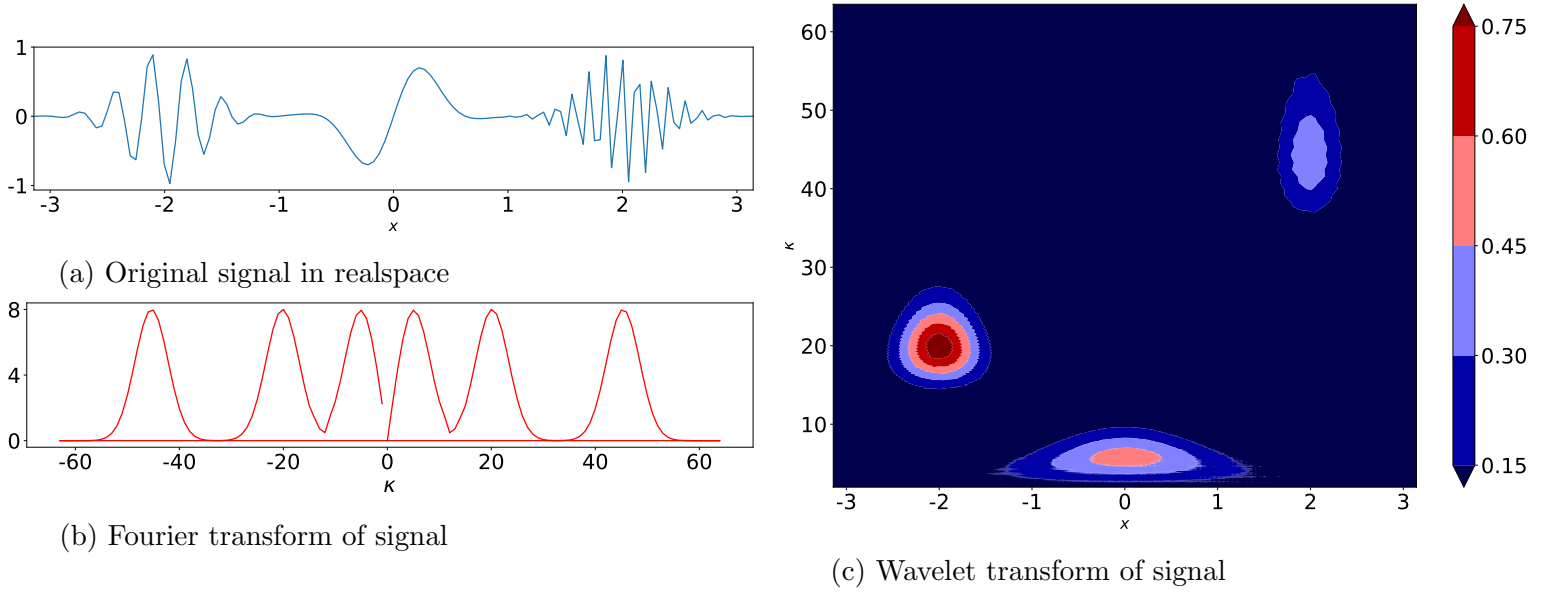 1
0
-1
-3 -2 -1 0 1 2 3
x
(a) Original signal in realspace
8
4
0
-60 -40 -20 0 20 40 60
κ
(b) Fourier transform of signal
60
50
40
30
20
10
κ
-3 -2 -1 0 1 2 3
x
0.75
0.60
0.45
0.30
0.15
(c) Wavelet transform of signal